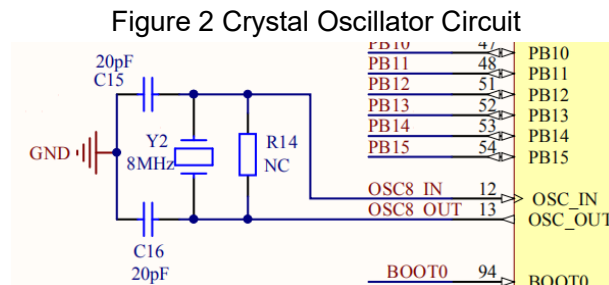 Figure 2 Crystal Oscillator Circuit
PB10 47 PB10
PB11 48 PB11
PB12 51 PB12
PB13 52 PB13
PB14 53 PB14
PB15 54 PB15
20pF
C15
Y2
8MHz
R14
NC
GND
OSC8_IN 12 OSC_IN
OSC8_OUT 13 OSC_OUT
C16
20pF
BOOT0 94 BOOT0